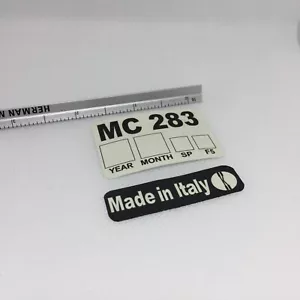 HERMAN
MC 283
YEAR MONTH SP FS
Made in Italy